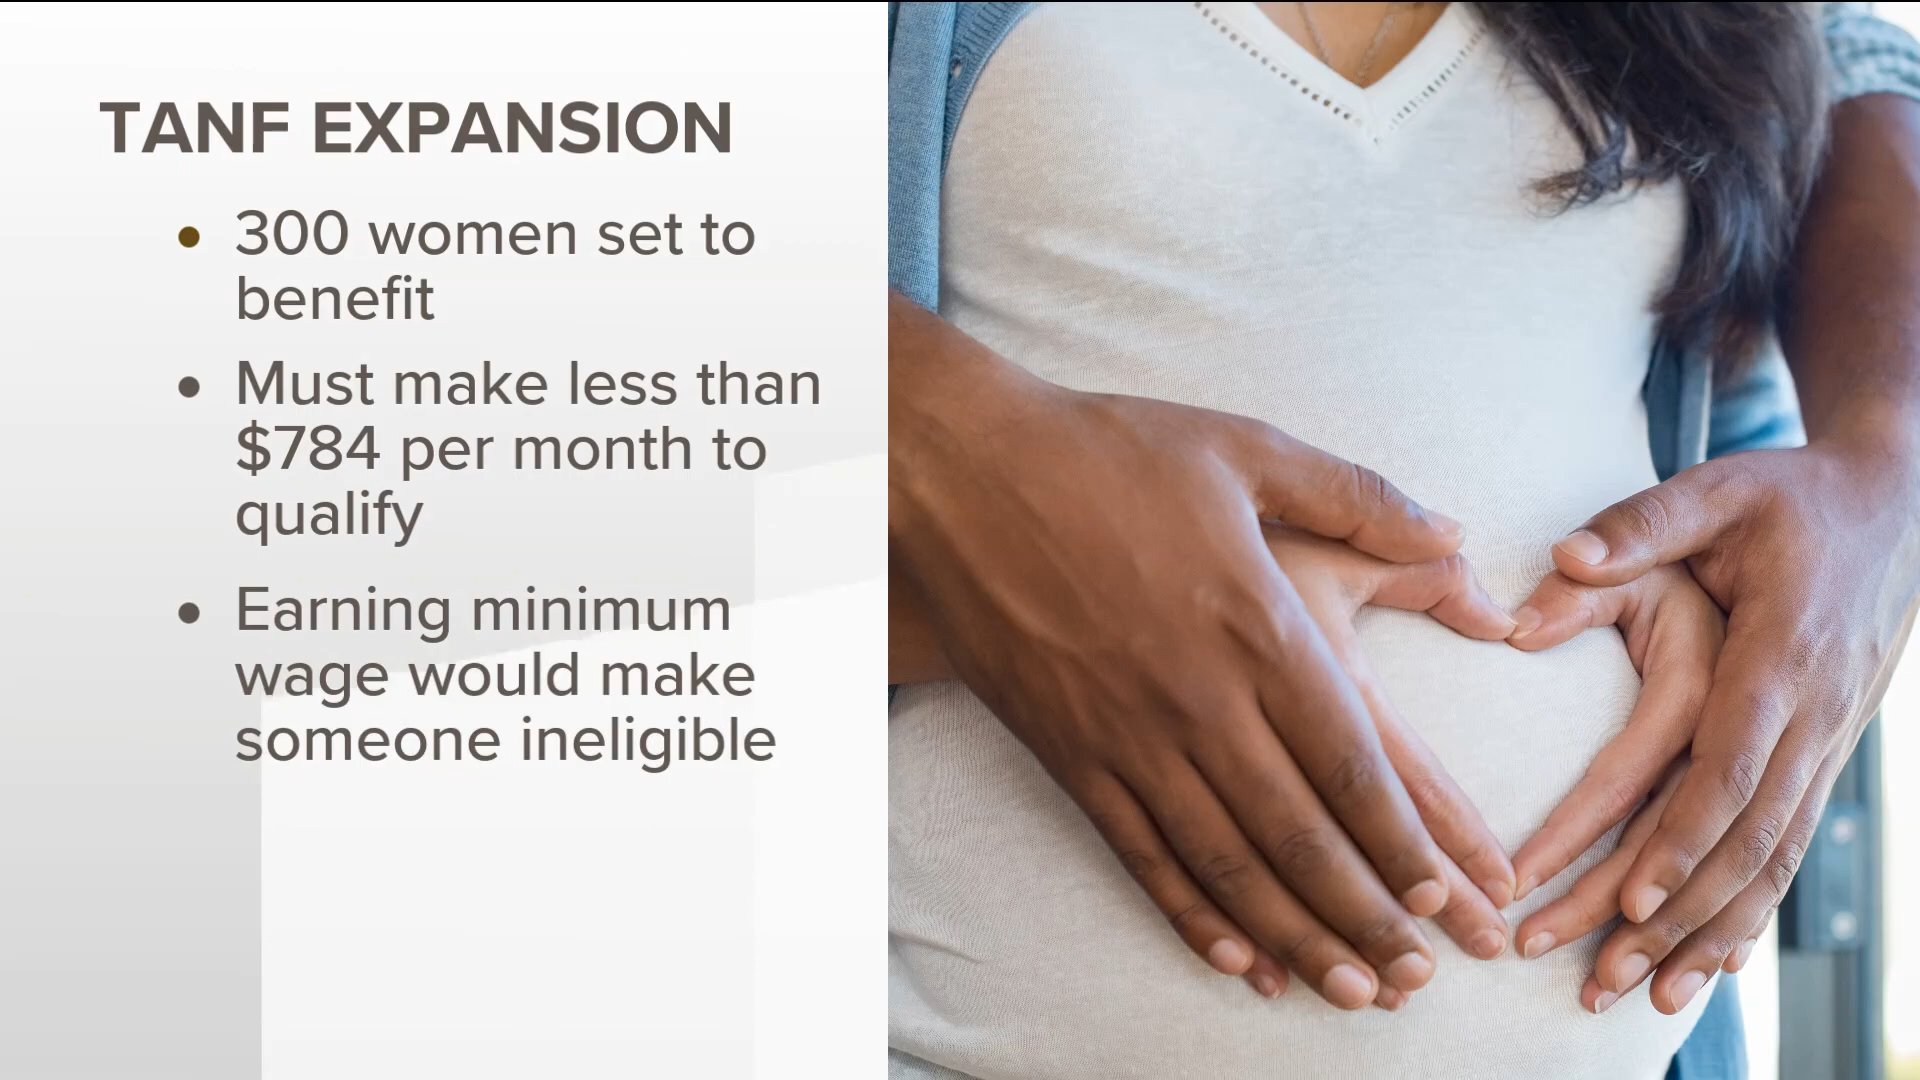 TANF EXPANSION
• 300 women set to
benefit
• Must make less than
$784 per month to
qualify
• Earning minimum
wage would make
someone ineligible